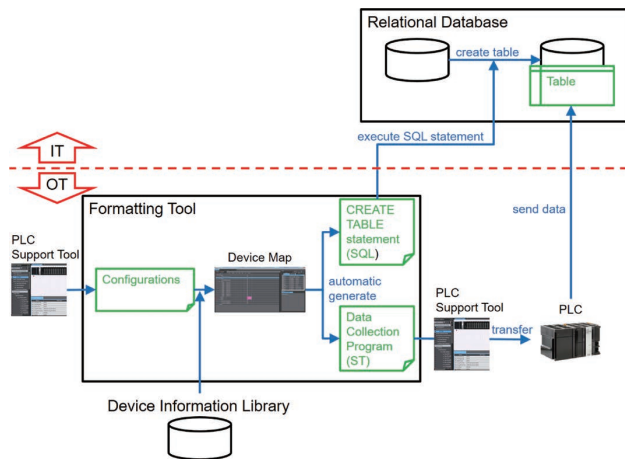 Relational Database
create table
Table
execute SQL statement
IT
OT
send data
Formatting Tool
CREATE
TABLE
statement
(SQL)
PLC
Support Tool
Configurations
Device Map
automatic
generate
Data
Collection
Program
(ST)
PLC
Support Tool
transfer
PLC
Device Information Library